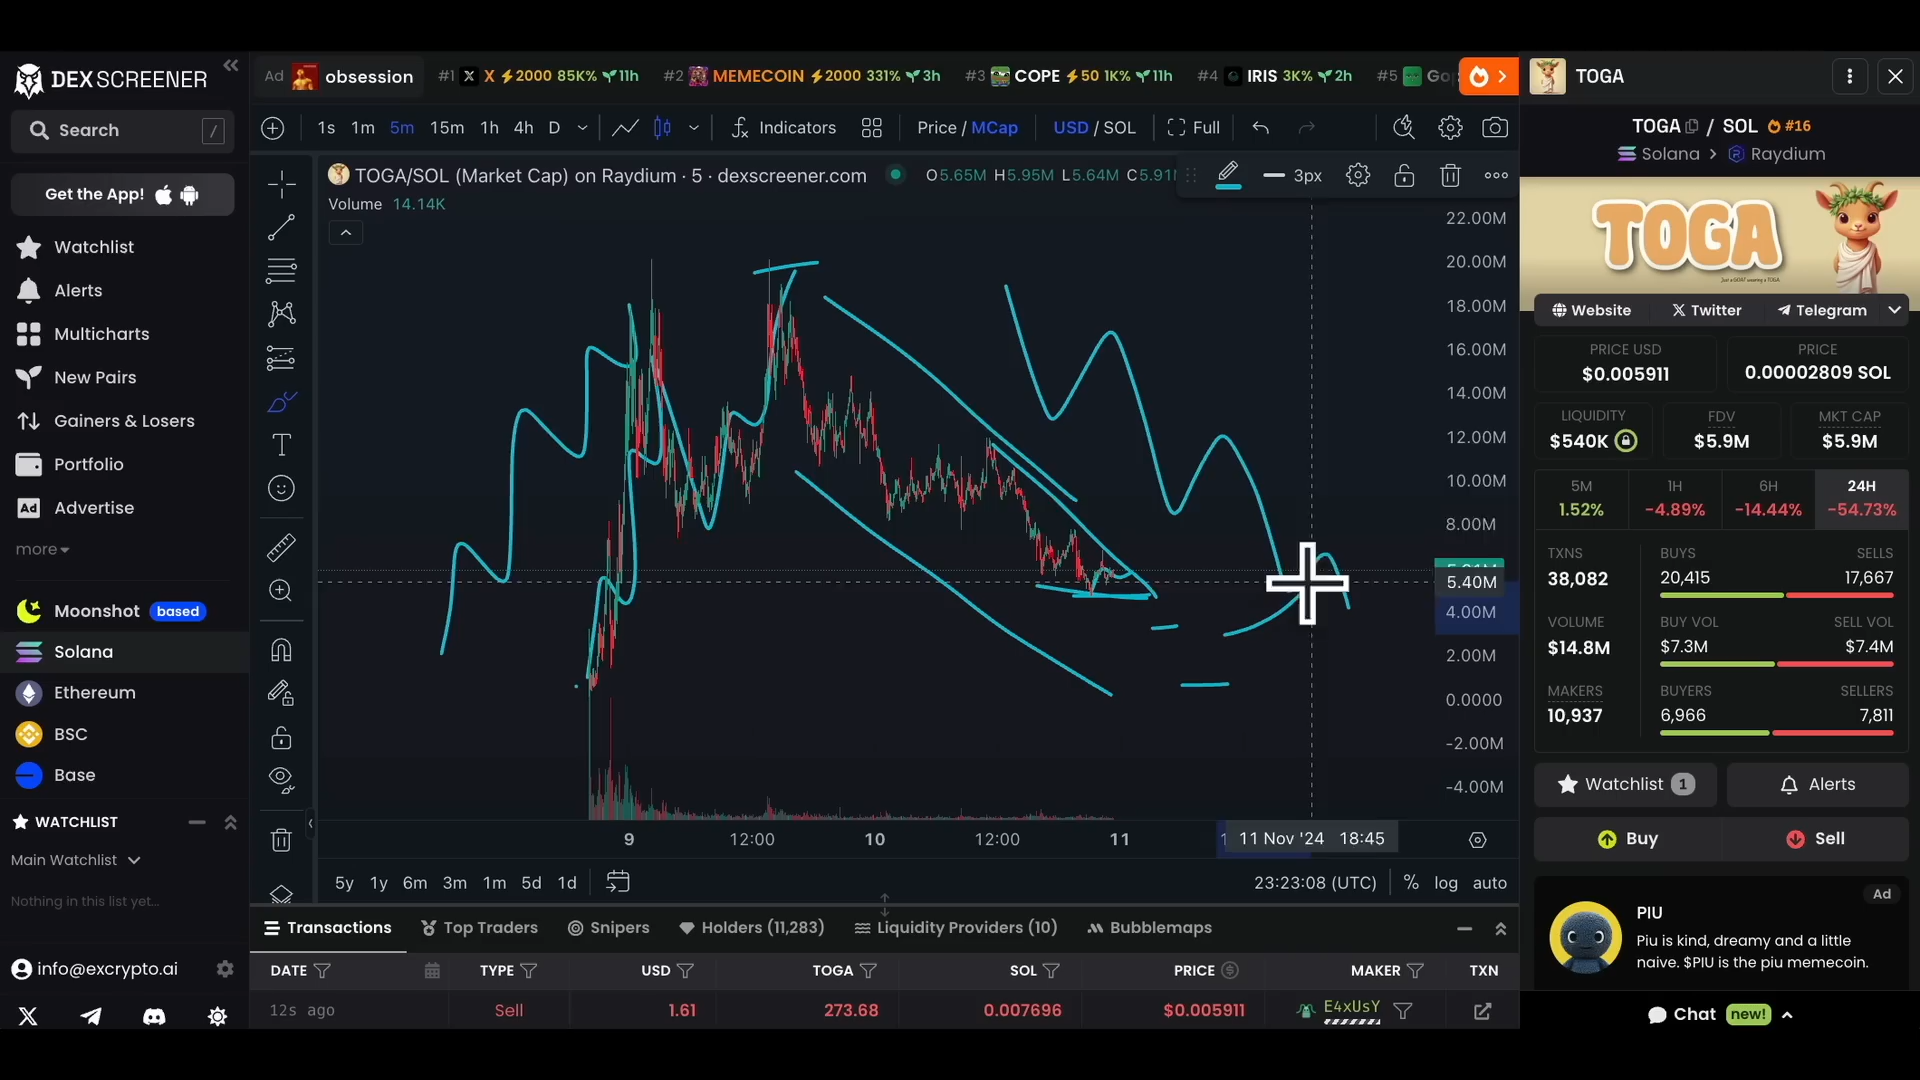 DEX SCREENER
Search /
Get the App!
Watchlist
Alerts
Multicharts
New Pairs
Gainers & Losers
Portfolio
Ad Advertise
more
Moonshot based
Solana
Ethereum
BSC
Base
WATCHLIST
Main Watchlist
Nothing in this list yet...
info@excrypto.ai
Ad obsession #1 X X 2000 85K% 11h #2 MEMECOIN 2000 331% 3h #3 COPE 50 1K% 11h #4 IRIS 3K% 2h #5
1s 1m 5m 15m 1h 4h D Indicators Price / MCap USD / SOL Full
TOGA/SOL (Market Cap) on Raydium · 5 · dexscreener.com O5.65M H5.95M L5.64M C5.91M 3px
Volume 14.14K
22.00M
20.00M
18.00M
16.00M
14.00M
12.00M
10.00M
8.00M
5.40M
4.00M
2.00M
0.0000
-2.00M
-4.00M
9 12:00 10 12:00 11 11 Nov '24 18:45
5y 1y 6m 3m 1m 5d 1d 23:23:08 (UTC) % log auto
Transactions Top Traders Snipers Holders (11,283) Liquidity Providers (10) Bubblemaps
DATE TYPE USD TOGA SOL PRICE MAKER TXN
12s ago Sell 1.61 273.68 0.007696 $0.005911 E4xUsY
TOGA
TOGA / SOL #16
Solana > Raydium
TOGA
Just a GOAT wearing a TOGA.
Website Twitter Telegram
PRICE USD PRICE
$0.005911 0.00002809 SOL
LIQUIDITY FDV MKT CAP
$540K $5.9M $5.9M
5M 1H 6H 24H
1.52% -4.89% -14.44% -54.73%
TXNS BUYS SELLS
38,082 20,415 17,667
VOLUME BUY VOL SELL VOL
$14.8M $7.3M $7.4M
MAKERS BUYERS SELLERS
10,937 6,966 7,811
Watchlist 1 Alerts
Buy Sell
Ad
PIU
Piu is kind, dreamy and a little
naive. $PIU is the piu memecoin.
Chat new!